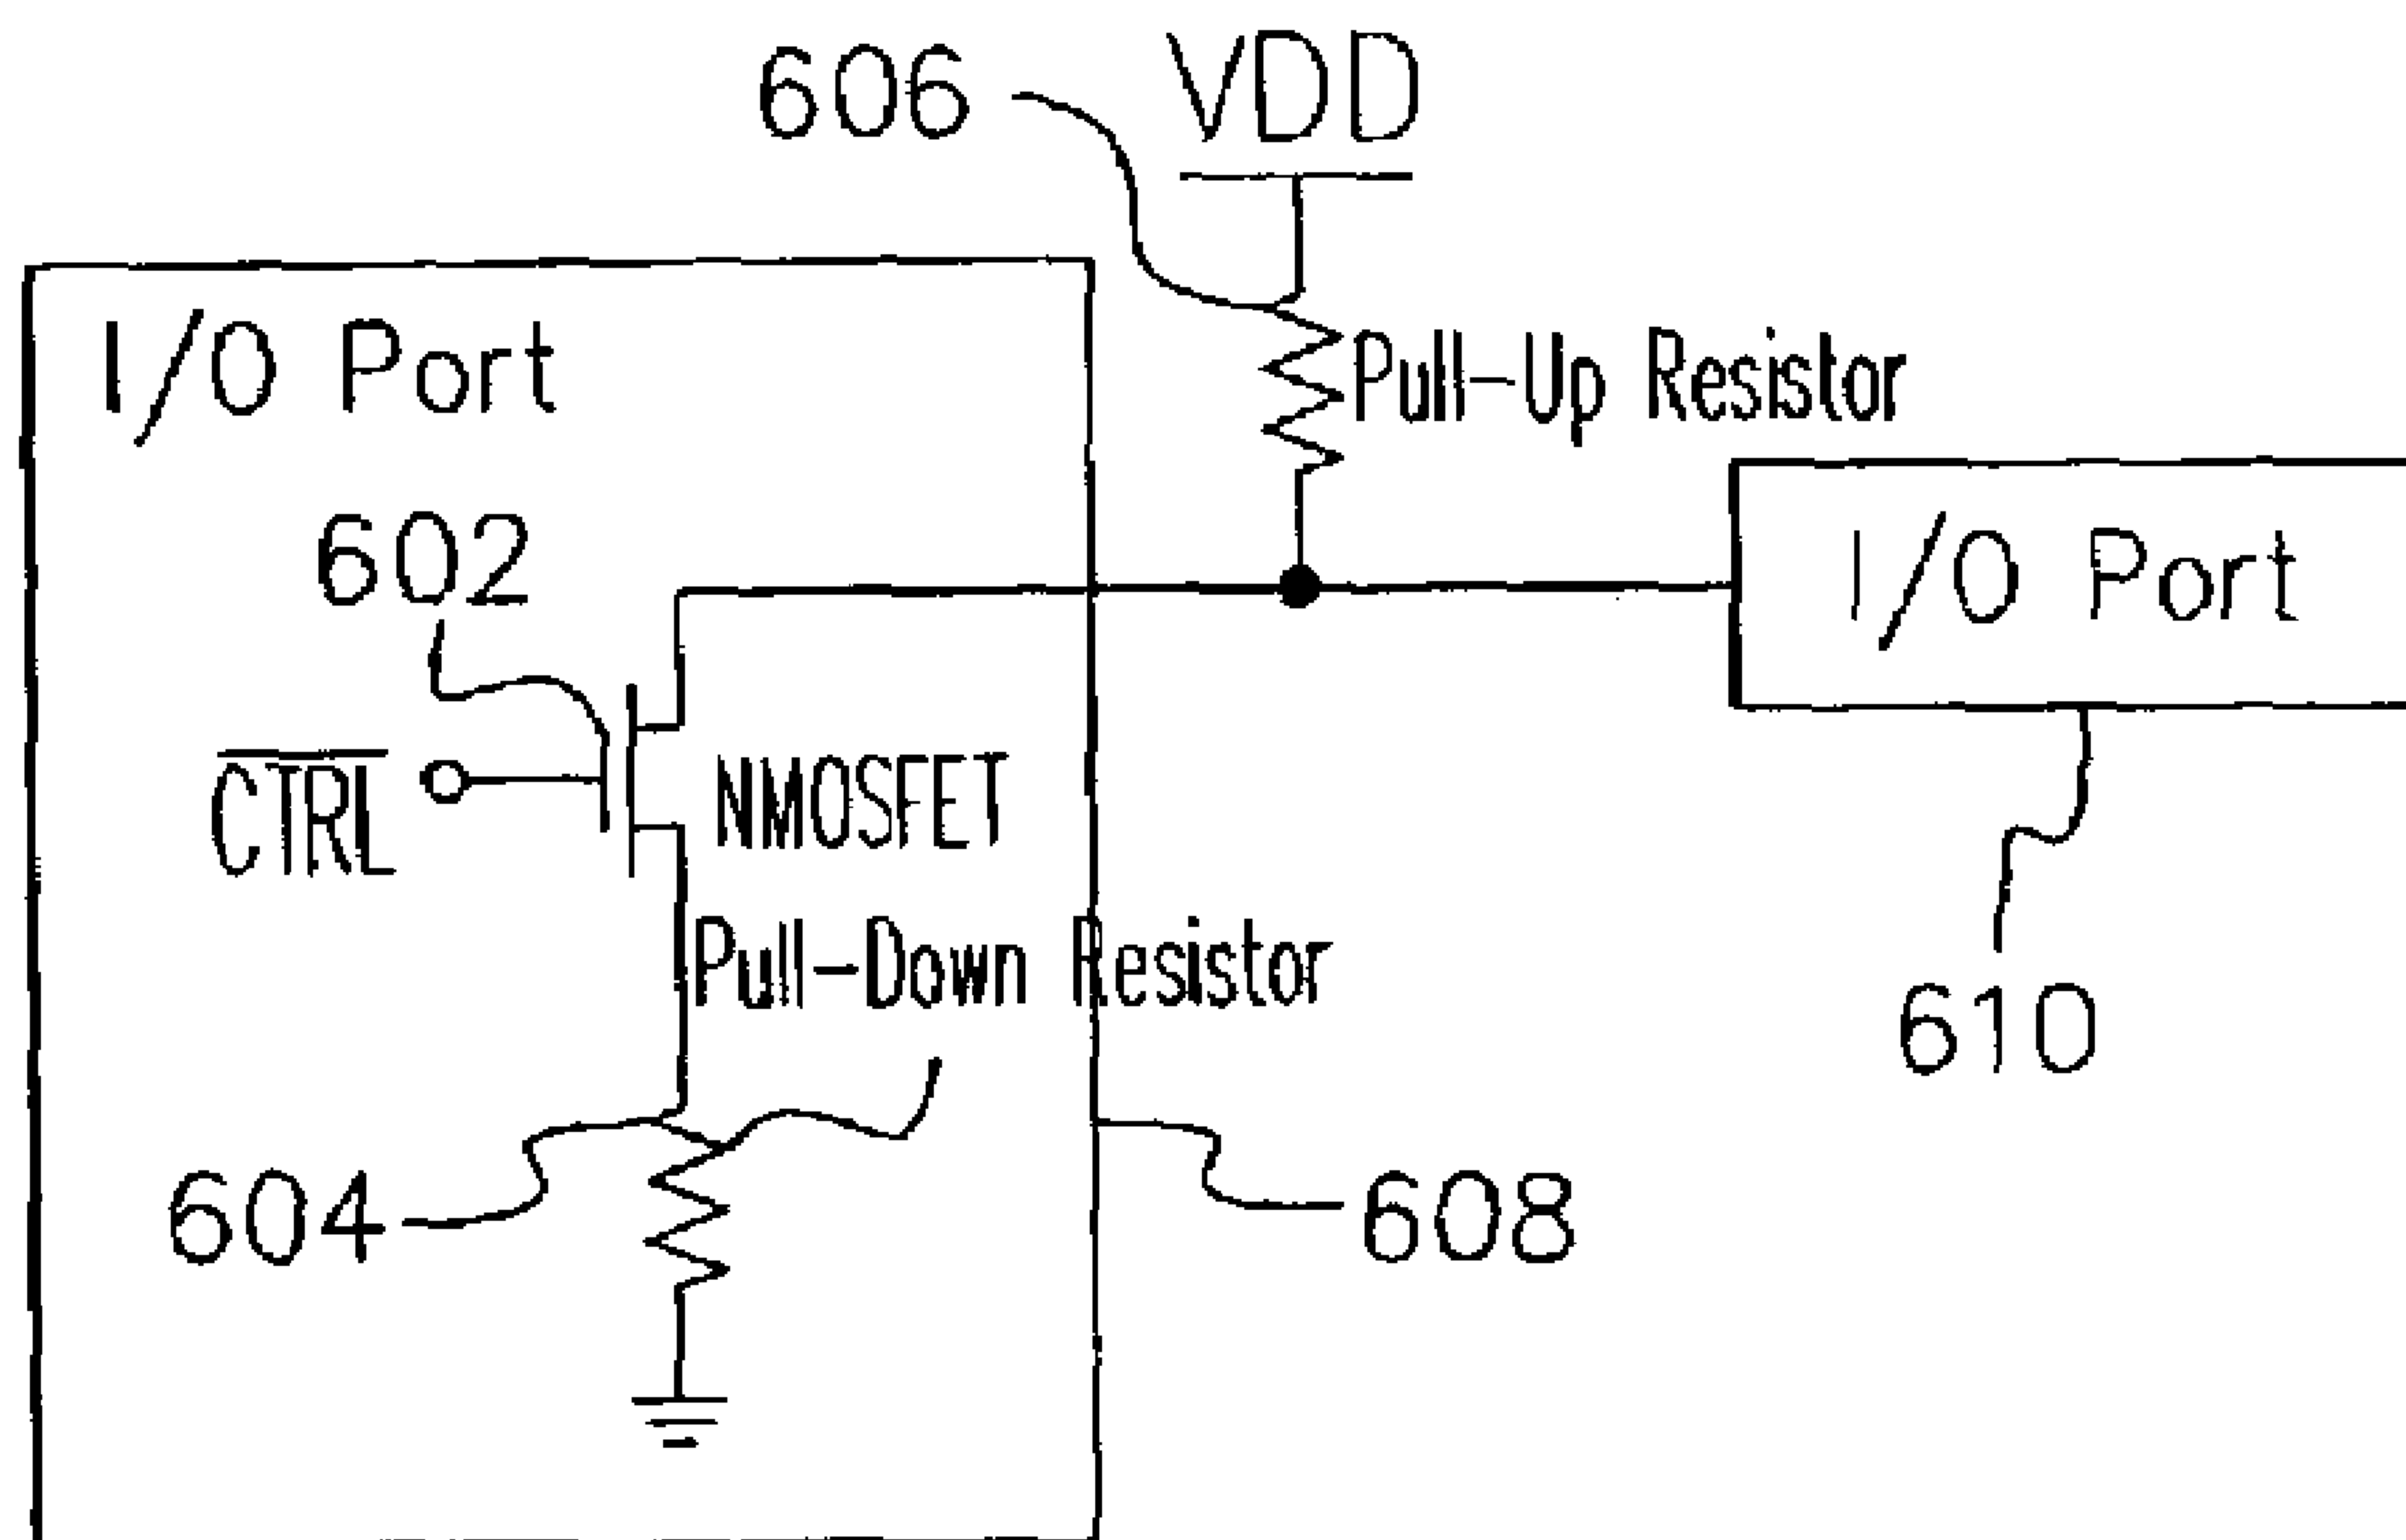 606
VDD
I/O Port
Pull-Up Resistor
602
I/O Port
CTRL
NMOSFET
Pull-Down Resistor
610
604
608